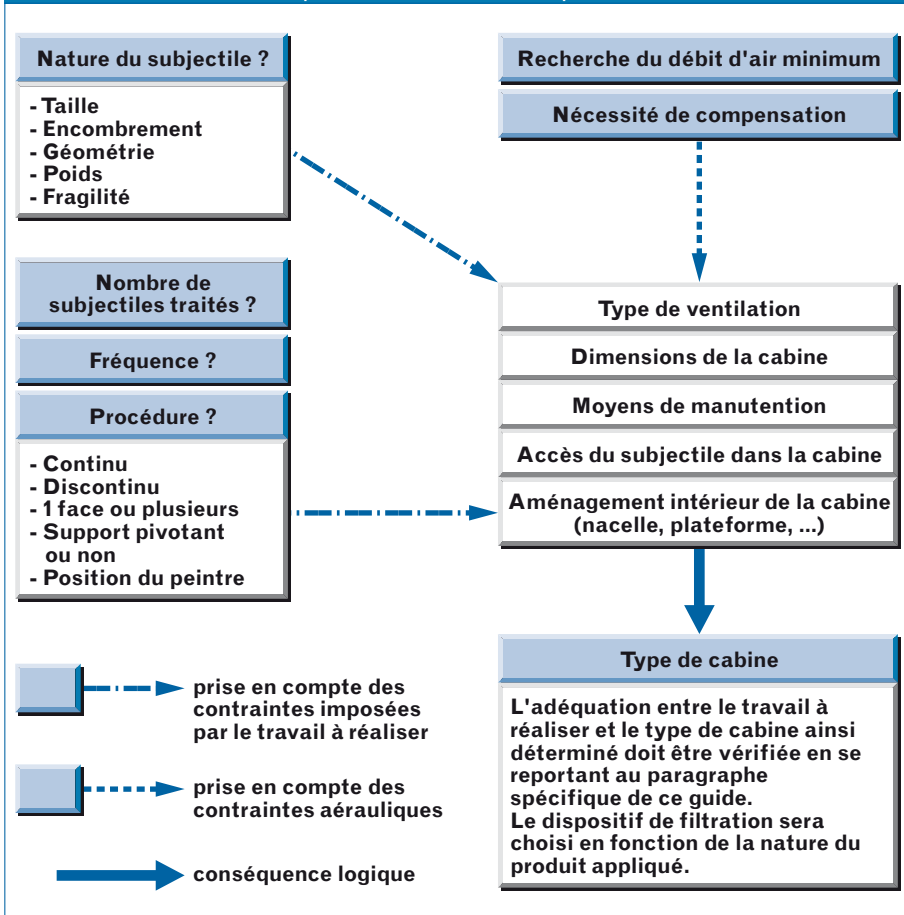 Nature du subjectile ?
- Taille
- Encombrement
- Géométrie
- Poids
- Fragilité
Nombre de
subjectiles traités ?
Fréquence ?
Procédure ?
- Continu
- Discontinu
- 1 face ou plusieurs
- Support pivotant
ou non
- Position du peintre
Recherche du débit d'air minimum
Nécessité de compensation
Type de ventilation
Dimensions de la cabine
Moyens de manutention
Accès du subjectile dans la cabine
Aménagement intérieur de la cabine
(nacelle, plateforme, ...)
Type de cabine
L'adéquation entre le travail à
réaliser et le type de cabine ainsi
déterminé doit être vérifiée en se
reportant au paragraphe
spécifique de ce guide.
Le dispositif de filtration sera
choisi en fonction de la nature du
produit appliqué.
prise en compte des
contraintes imposées
par le travail à réaliser
prise en compte des
contraintes aérauliques
conséquence logique